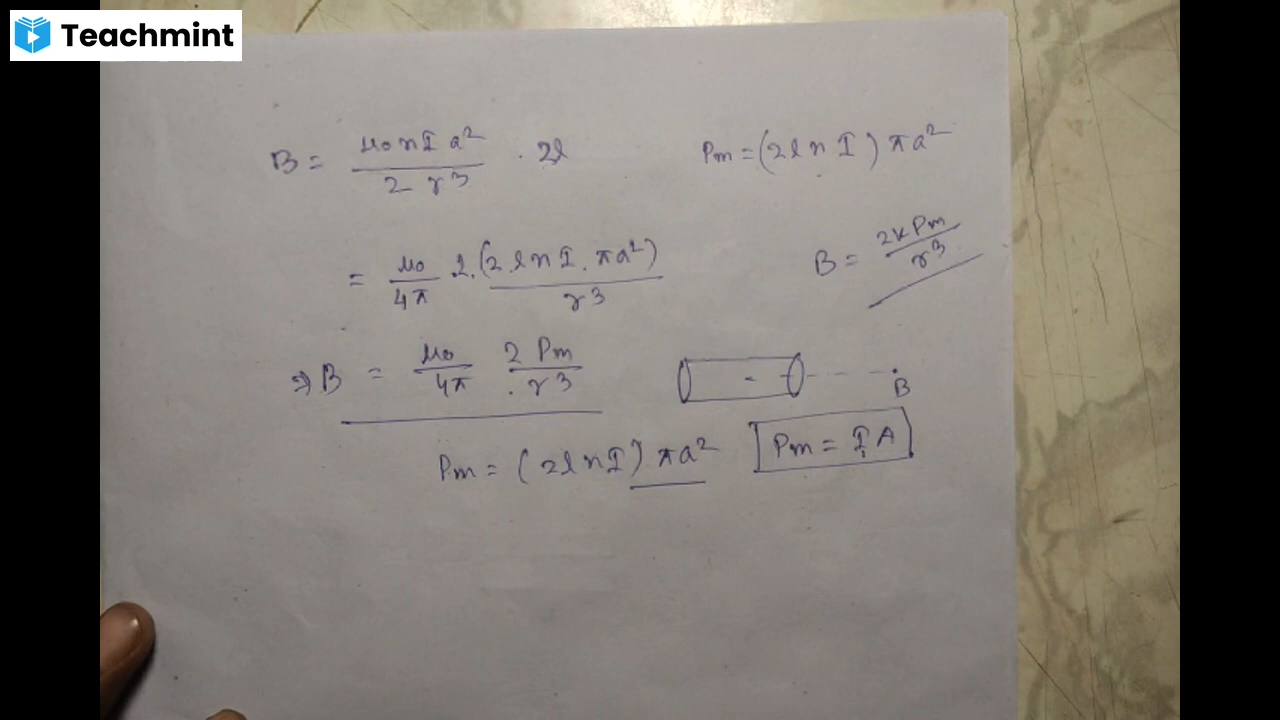 Teachmint
B = μ₀nIa² / 2r³ · 2l
Pm = (2lnI)πa²
= μ₀/4π 2.(2lnI.πa²) / r³
B = 2kPm / r³
⇒ B = μ₀/4π 2Pm / r³
B
Pm = (2lnI).πa²
Pm = IA